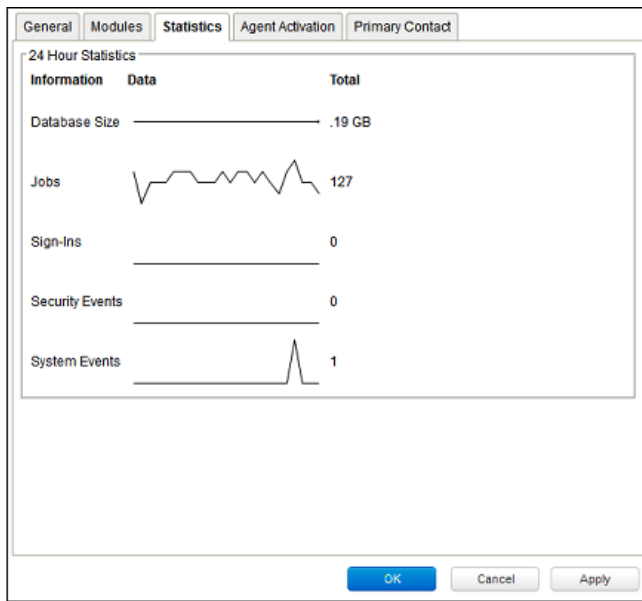 General Modules Statistics Agent Activation Primary Contact
24 Hour Statistics
Information Data Total
Database Size .19 GB
Jobs 127
Sign-Ins 0
Security Events 0
System Events 1
OK Cancel Apply